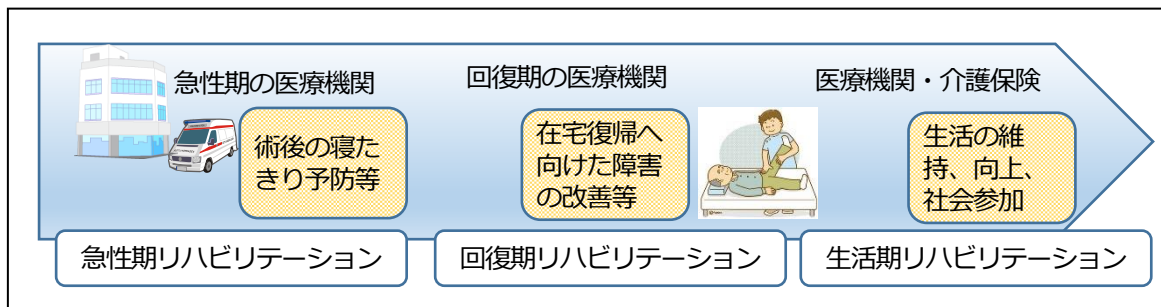 急性期の医療機関
術後の寝た
きり予防等
急性期リハビリテーション
回復期の医療機関
在宅復帰へ
向けた障害
の改善等
回復期リハビリテーション
医療機関・介護保険
生活の維
持、向上、
社会参加
生活期リハビリテーション